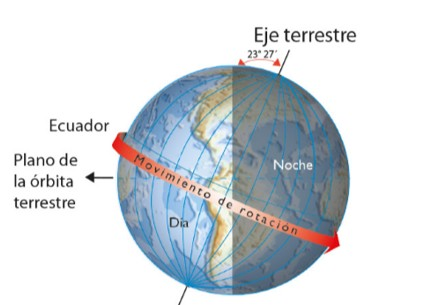 Eje terrestre
23° 27'
Ecuador
Plano de
la órbita
terrestre
Noche
Movimiento de rotación
Día